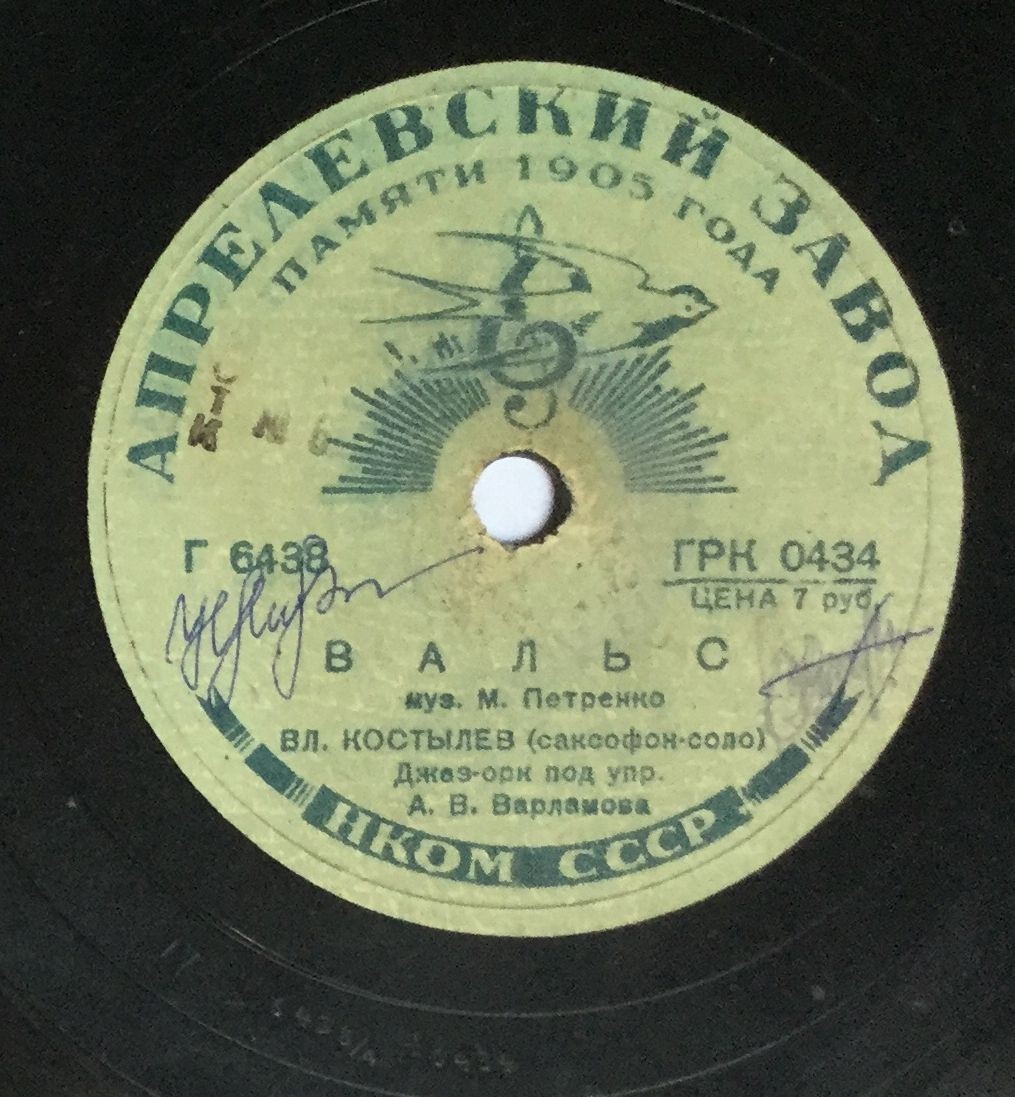 АПРЕЛЕВСКИЙ ЗАВОД
ПАМЯТИ 1905 ГОДА
Г 6438
ГРК 0434
ЦЕНА 7 руб.
ВАЛЬС
муз. М. Петренко
ВЛ. КОСТЫЛЕВ (саксофон-соло)
Джаз-орк под упр.
А. В. Варламова
НКОМ СССР